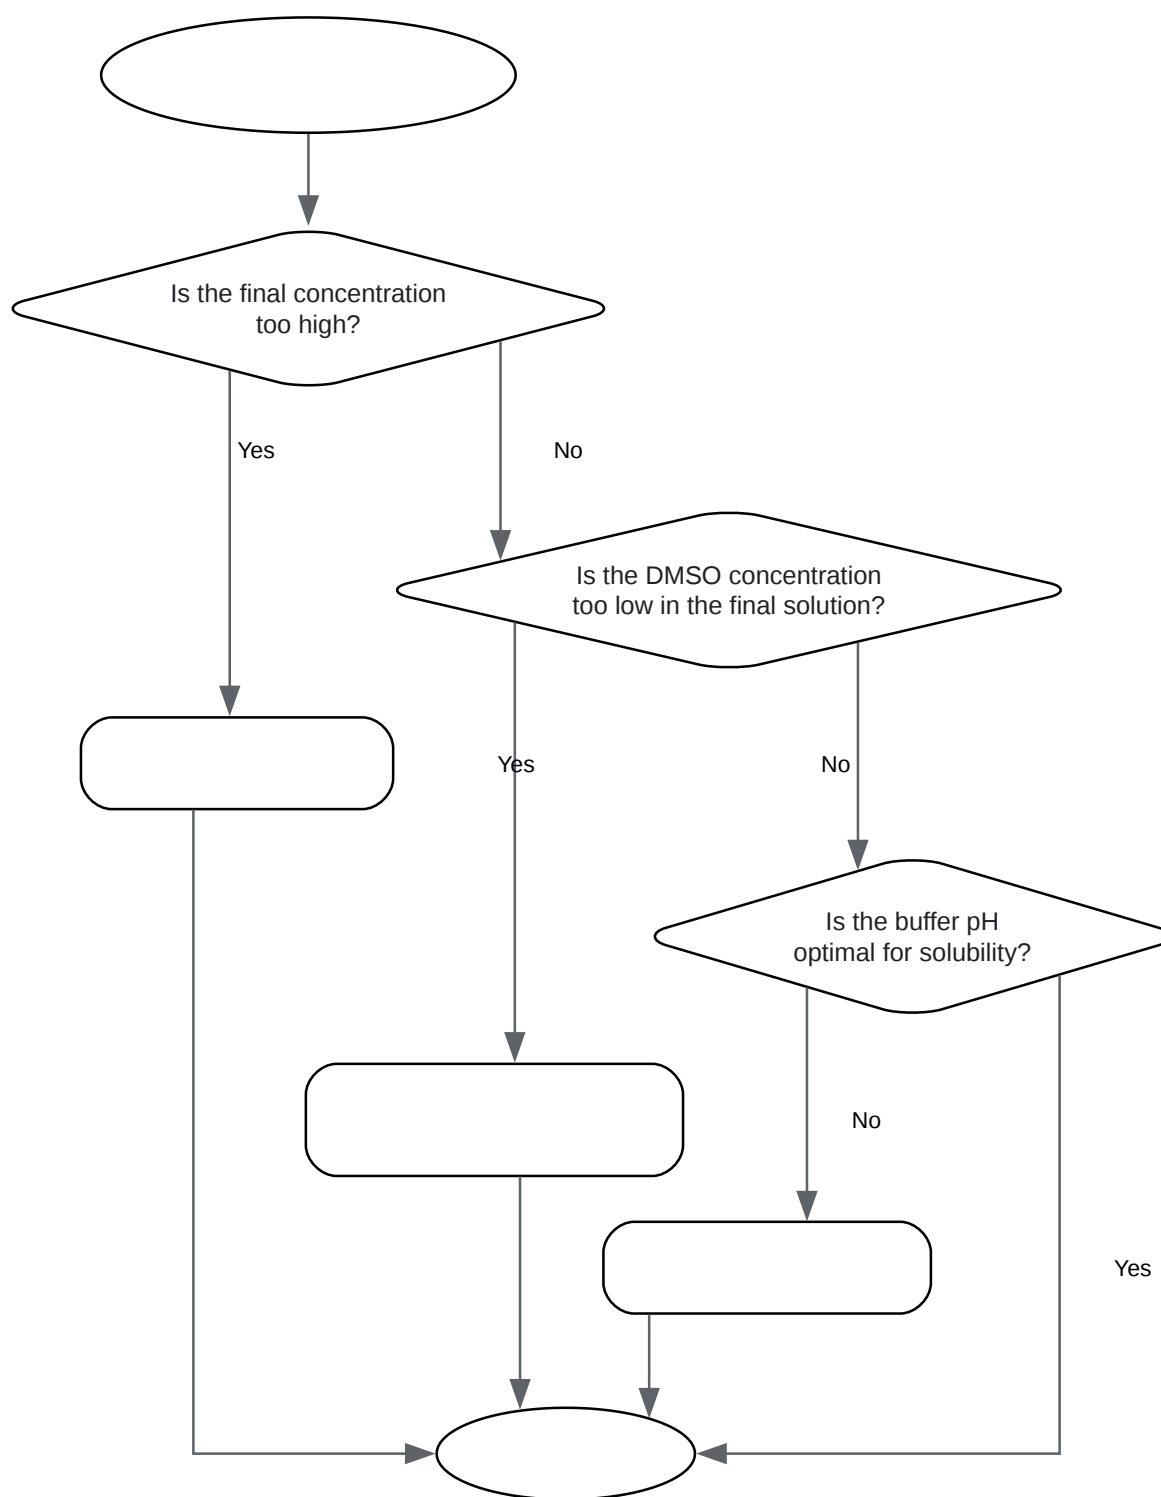 Is the final concentration
too high?
Yes
No
Is the DMSO concentration
too low in the final solution?
Yes
No
Is the buffer pH
optimal for solubility?
No
Yes